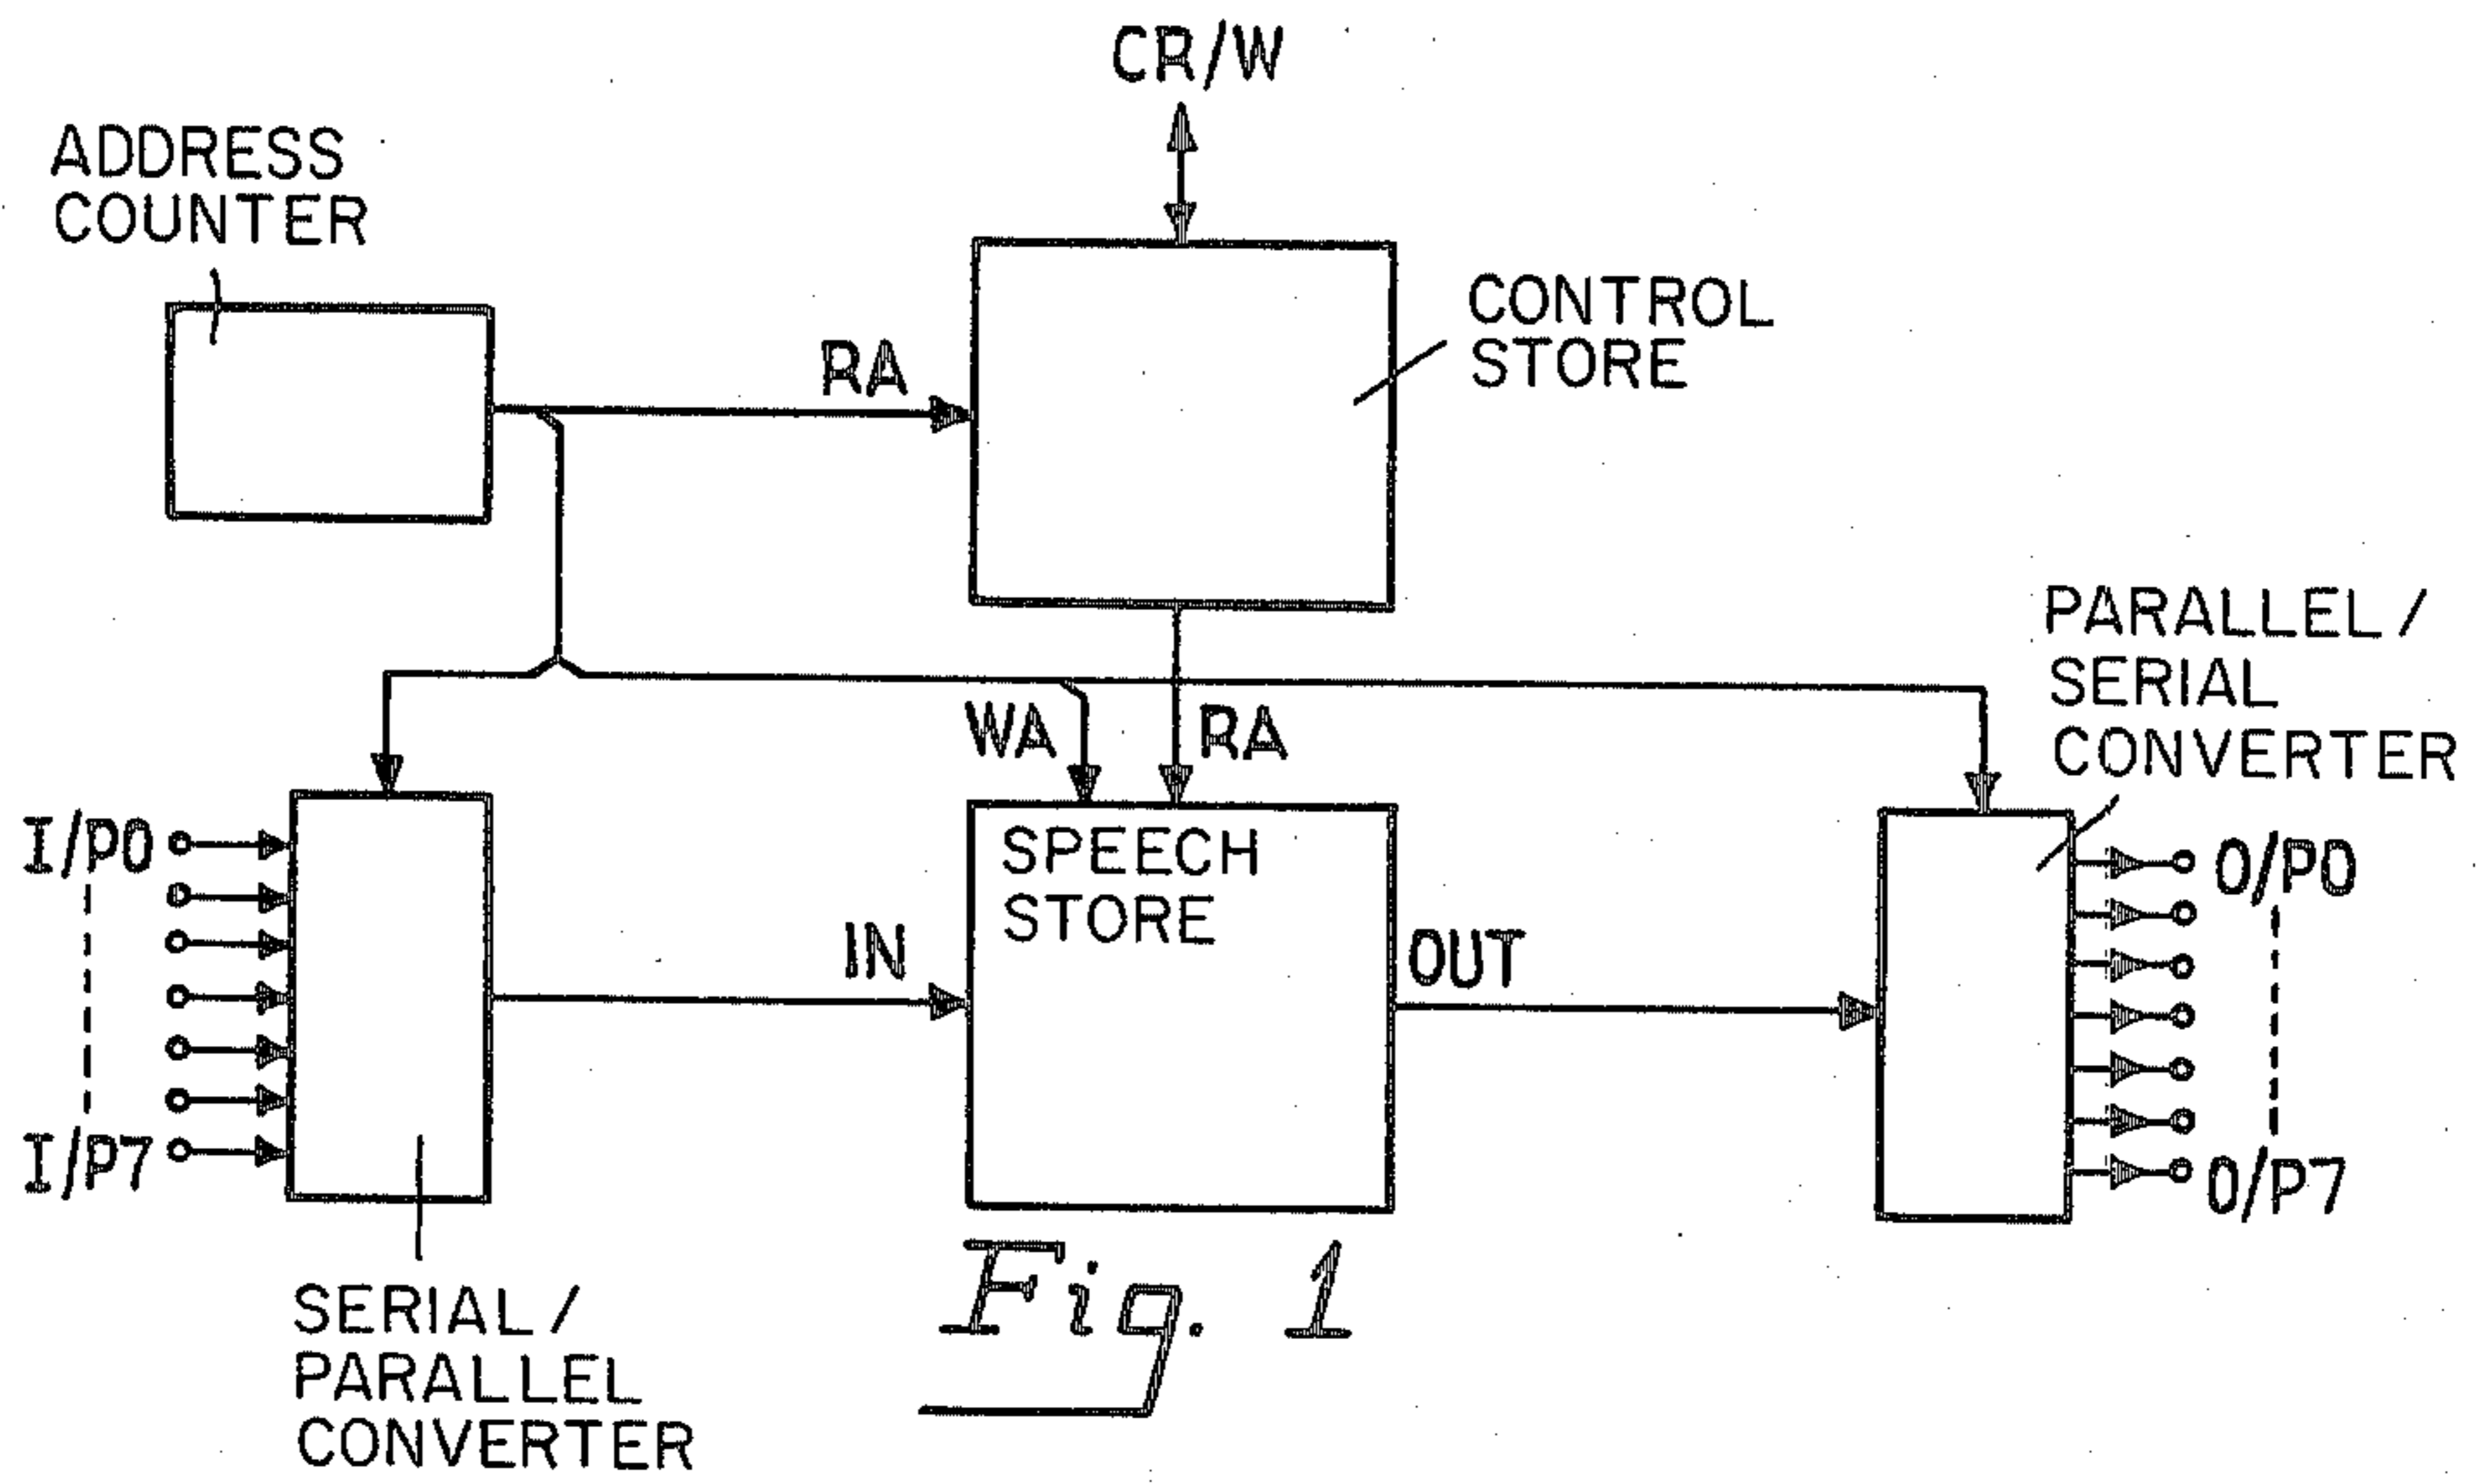 CR/W
ADDRESS
COUNTER
CONTROL
STORE
RA
PARALLEL/
SERIAL
CONVERTER
WA
RA
I/P0
SPEECH
STORE
O/P0
IN
OUT
I/P7
O/P7
SERIAL/
PARALLEL
CONVERTER
Fig. 1